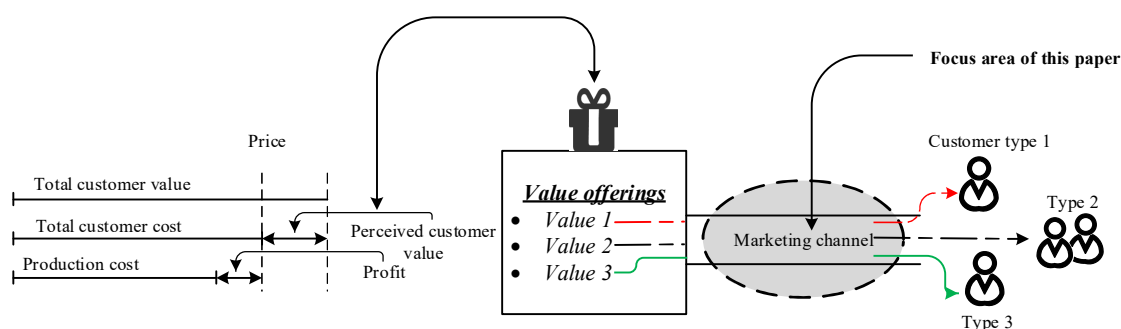 Focus area of this paper
Price
Total customer value
Total customer cost
Production cost
Perceived customer
value
Profit
Value offerings
• Value 1
• Value 2
• Value 3
Marketing channel
Customer type 1
Type 2
Type 3